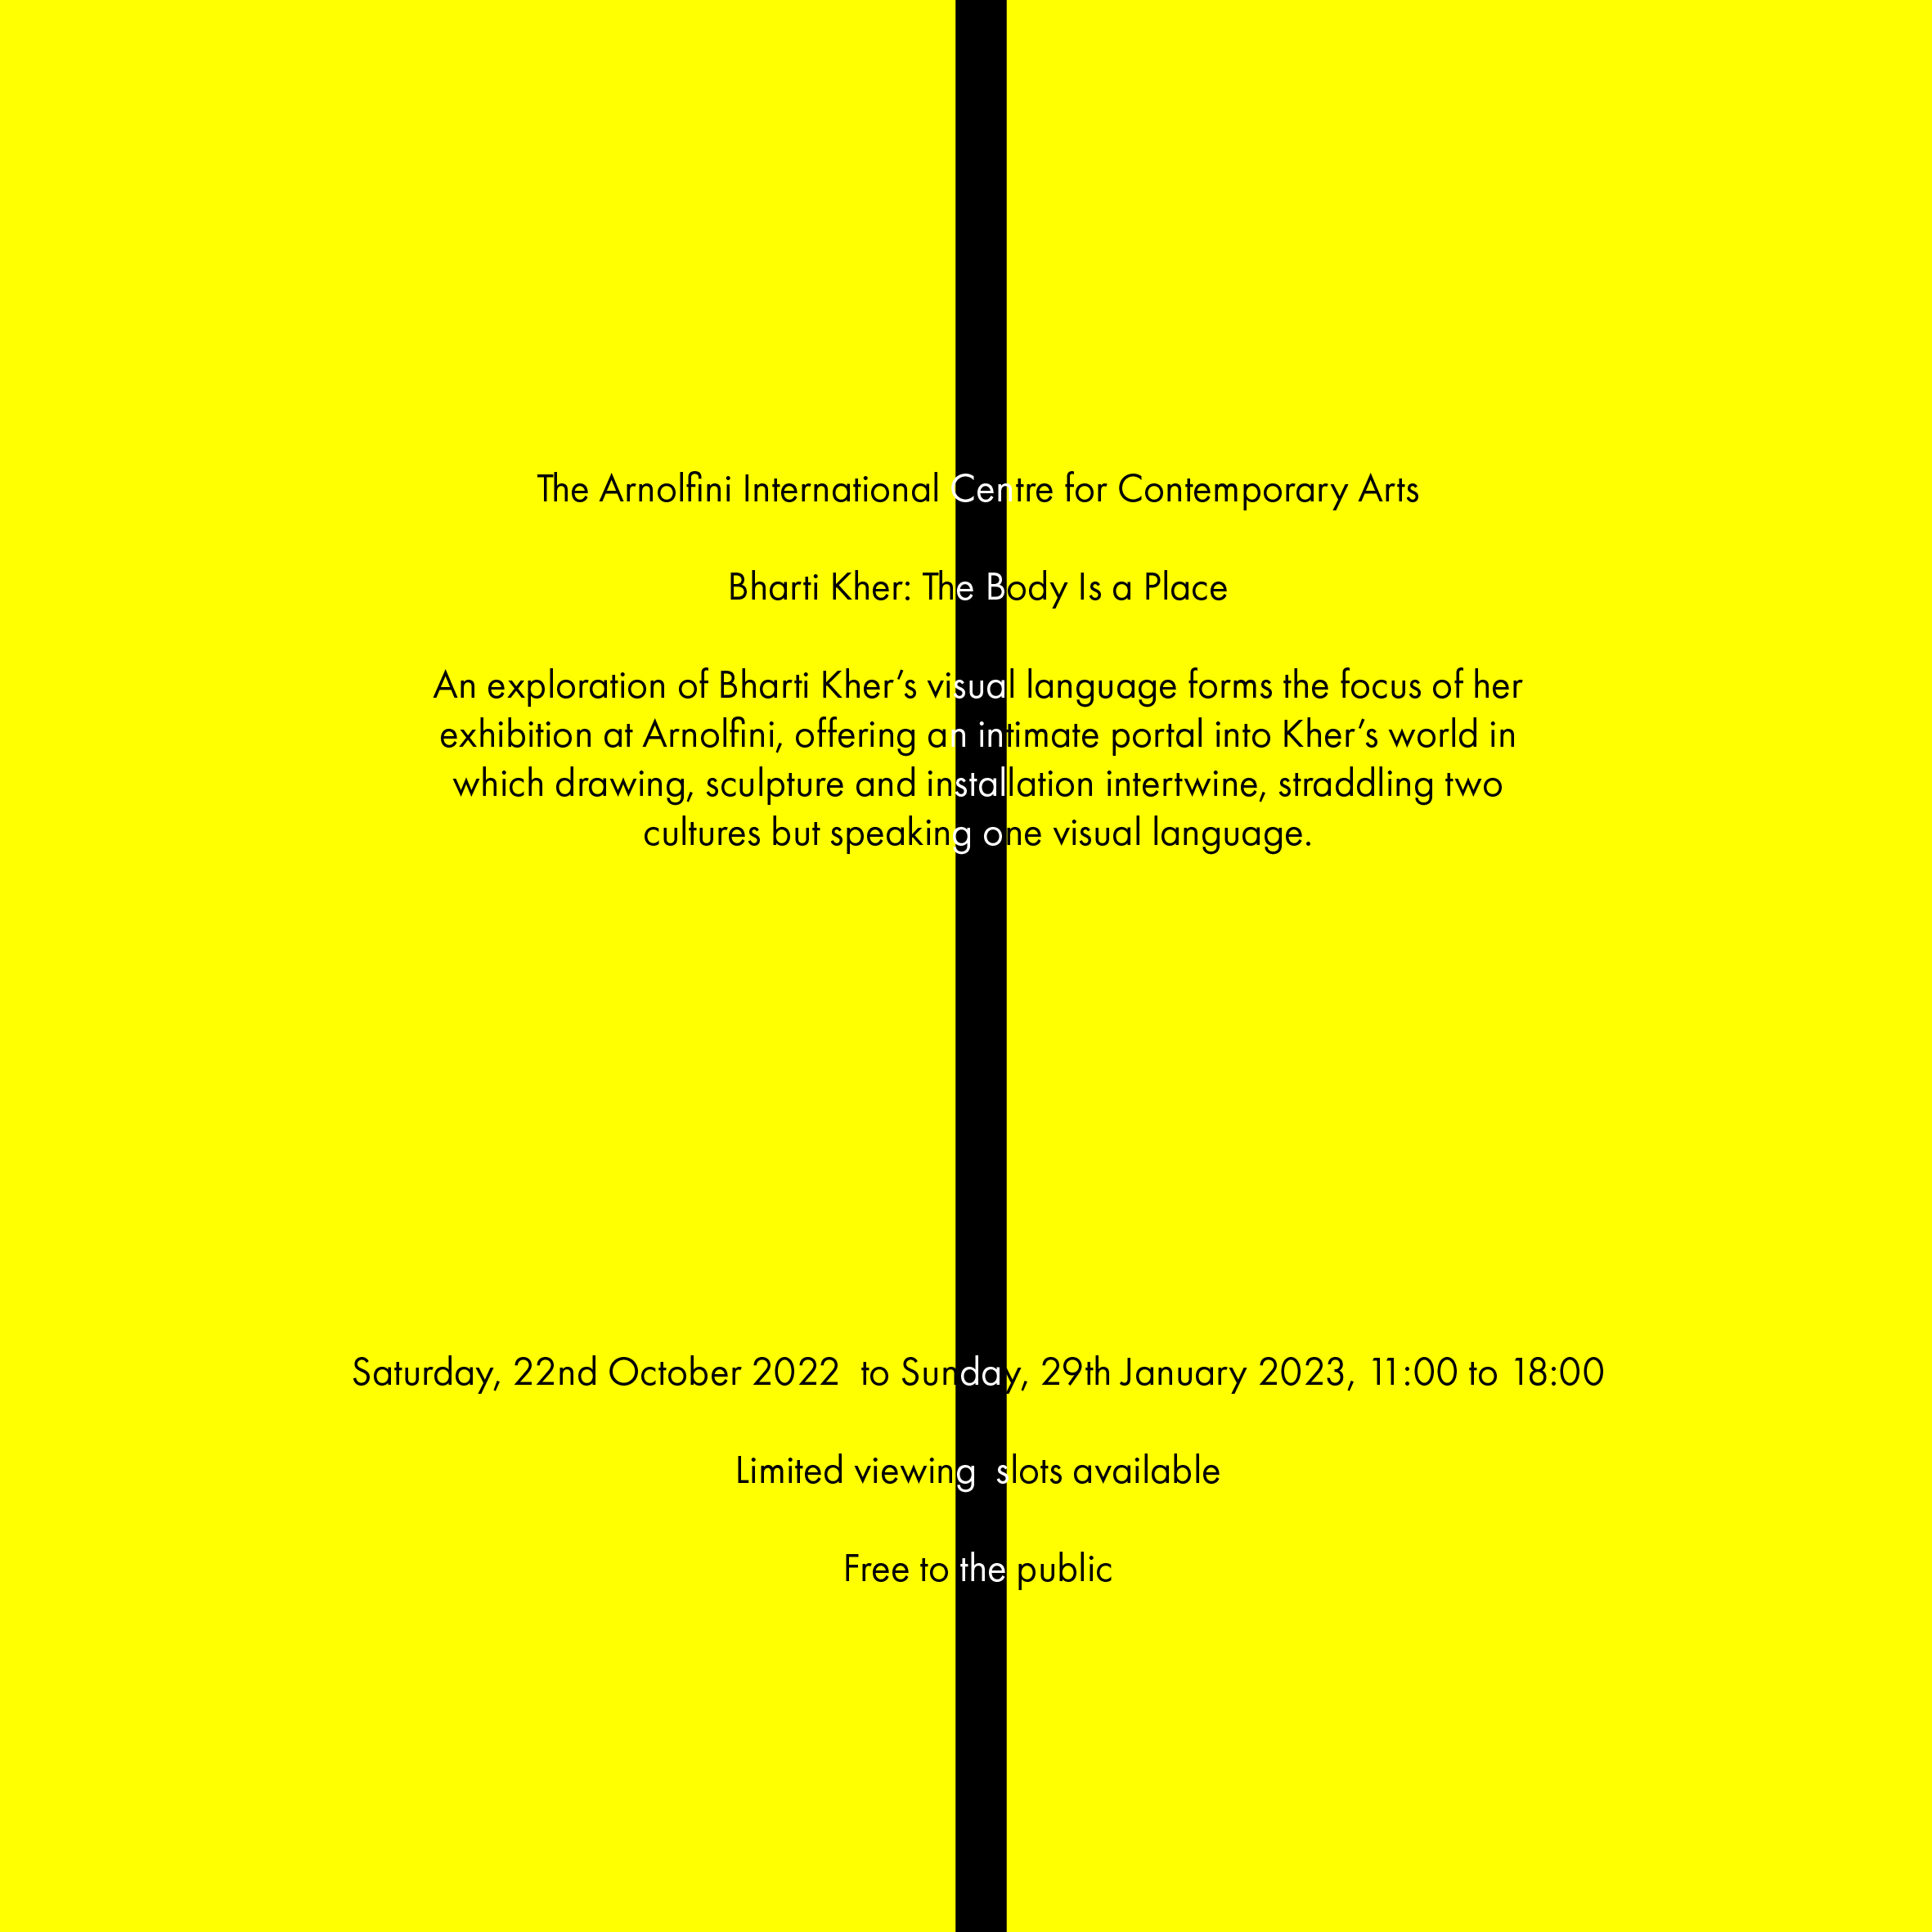 The Arnolfini International Centre for Contemporary Arts
Bharti Kher: The Body Is a Place
An exploration of Bharti Kher’s visual language forms the focus of her
exhibition at Arnolfini, offering an intimate portal into Kher’s world in
which drawing, sculpture and installation intertwine, straddling two
cultures but speaking one visual language.
Saturday, 22nd October 2022  to Sunday, 29th January 2023, 11:00 to 18:00
Limited viewing  slots available
Free to the public